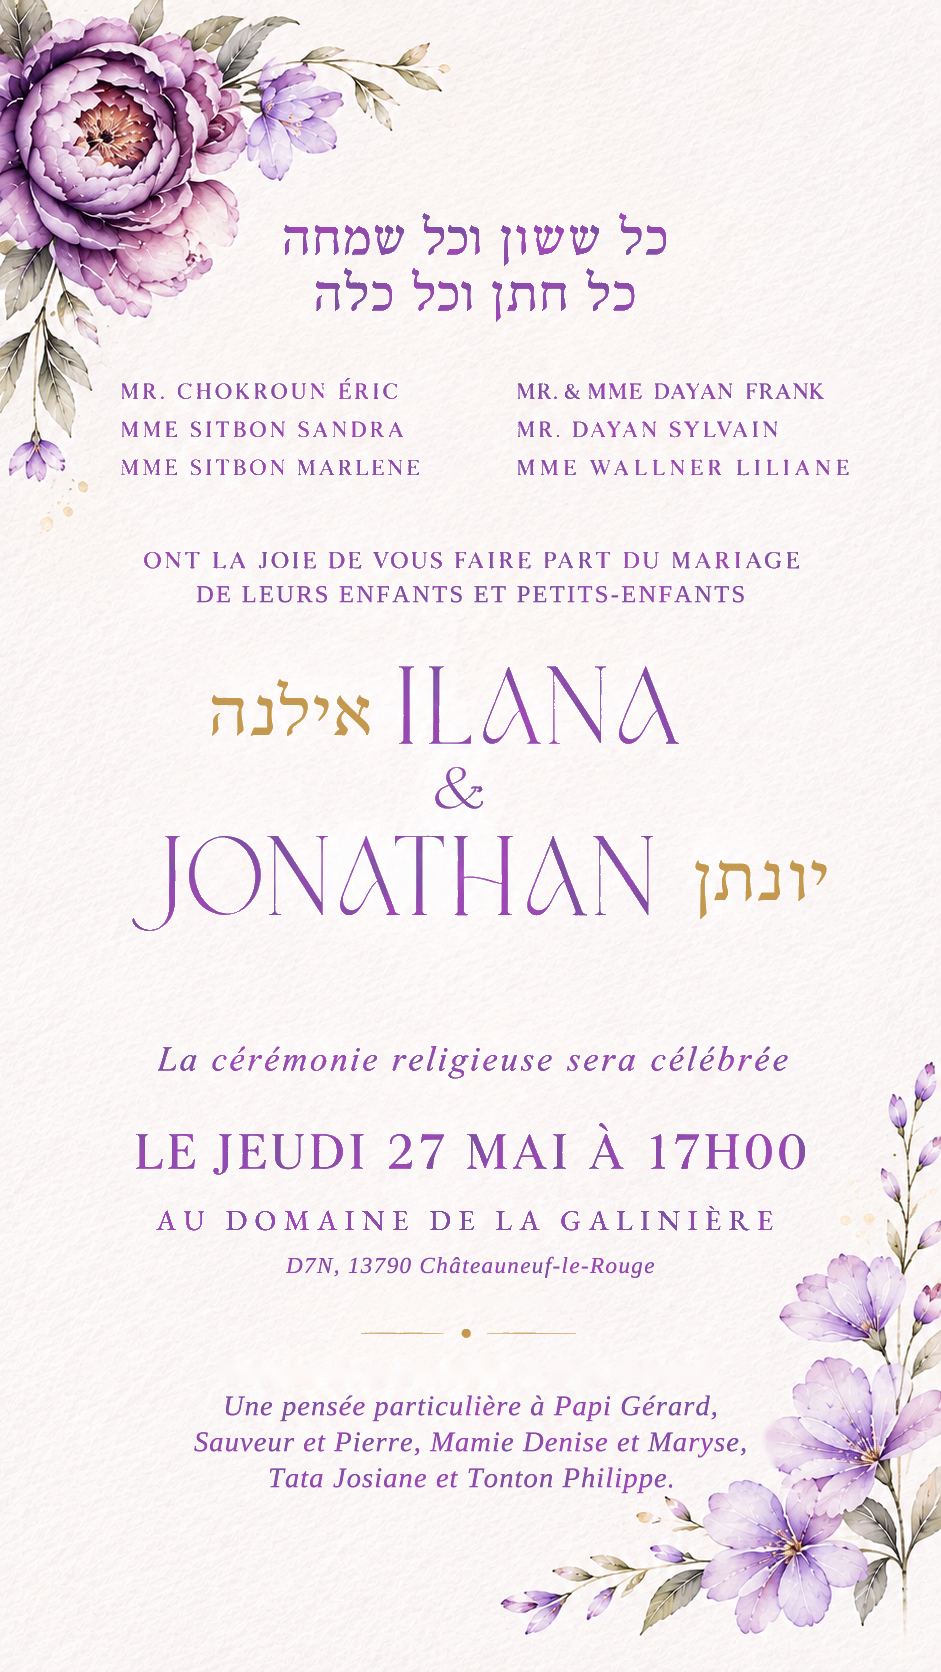 כל ששון וכל שמחה
כל חתן וכל כלה
MR. CHOKROUN ÉRIC
MME SITBON SANDRA
MME SITBON MARLENE
MR. & MME DAYAN FRANK
MR. DAYAN SYLVAIN
MME WALLNER LILIANE
ONT LA JOIE DE VOUS FAIRE PART DU MARIAGE
DE LEURS ENFANTS ET PETITS-ENFANTS
אילנה ILANA
&
JONATHAN יונתן
La cérémonie religieuse sera célébrée
LE JEUDI 27 MAI À 17H00
AU DOMAINE DE LA GALINIÈRE
D7N, 13790 Châteauneuf-le-Rouge
Une pensée particulière à Papi Gérard,
Sauveur et Pierre, Mamie Denise et Maryse,
Tata Josiane et Tonton Philippe.